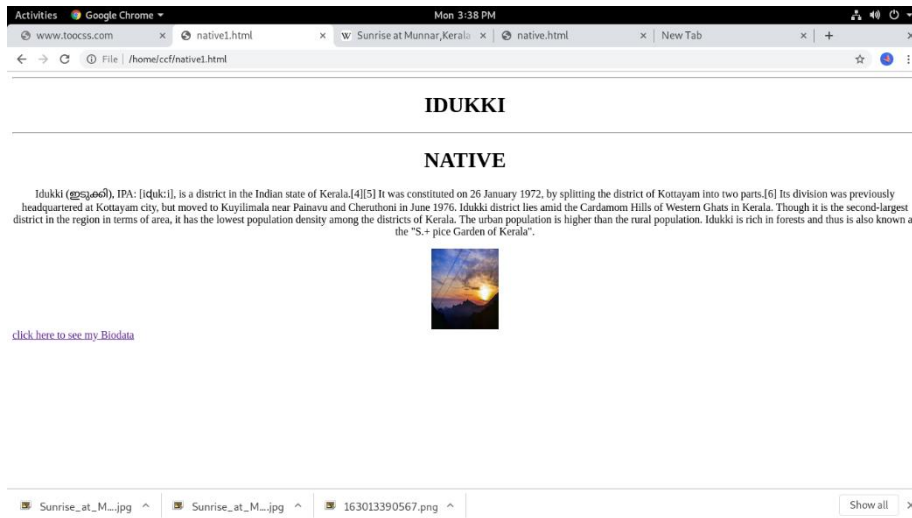 Activities Google Chrome Mon 3:38 PM
www.toocss.com native1.html Sunrise at Munnar,Kerala native.html New Tab
File /home/ccf/native1.html
IDUKKI
NATIVE
Idukki (ഇടുക്കി), IPA: [iɖukːi], is a district in the Indian state of Kerala.[4][5] It was constituted on 26 January 1972, by splitting the district of Kottayam into two parts.[6] Its division was previously
headquartered at Kottayam city, but moved to Kuyilimala near Painavu and Cheruthoni in June 1976. Idukki district lies amid the Cardamom Hills of Western Ghats in Kerala. Though it is the second-largest
district in the region in terms of area, it has the lowest population density among the districts of Kerala. The urban population is higher than the rural population. Idukki is rich in forests and thus is also known a
the "S.+ pice Garden of Kerala".
click here to see my Biodata
Sunrise_at_M....jpg Sunrise_at_M....jpg 163013390567.png Show all